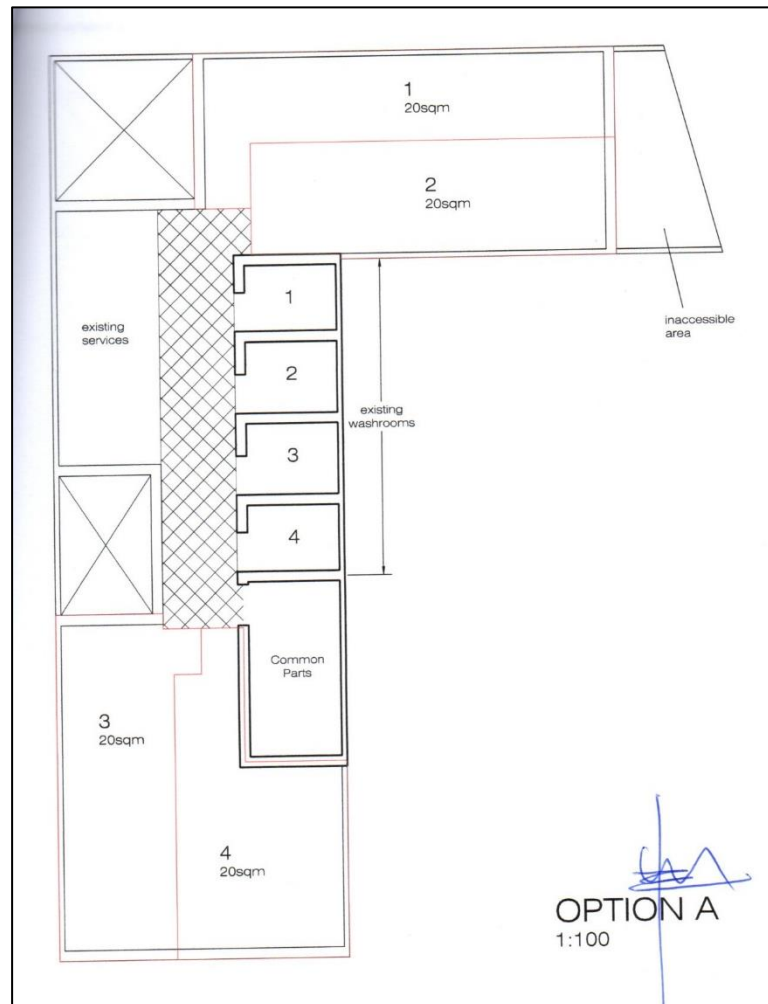 1
20sqm
2
20sqm
existing
services
inaccessible
area
1
2
existing
washrooms
3
4
Common
Parts
3
20sqm
4
20sqm
OPTION A
1:100